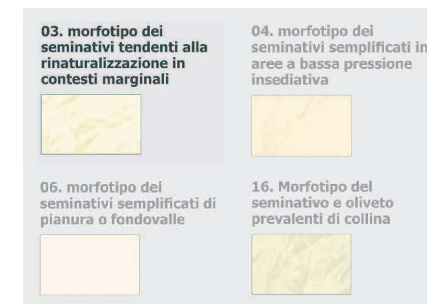 03. morfotipo dei
seminativi tendenti alla
rinaturalizzazione in
contesti marginali
04. morfotipo dei
seminativi semplificati in
aree a bassa pressione
insediativa
06. morfotipo dei
seminativi semplificati di
pianura o fondovalle
16. Morfotipo del
seminativo e oliveto
prevalenti di collina